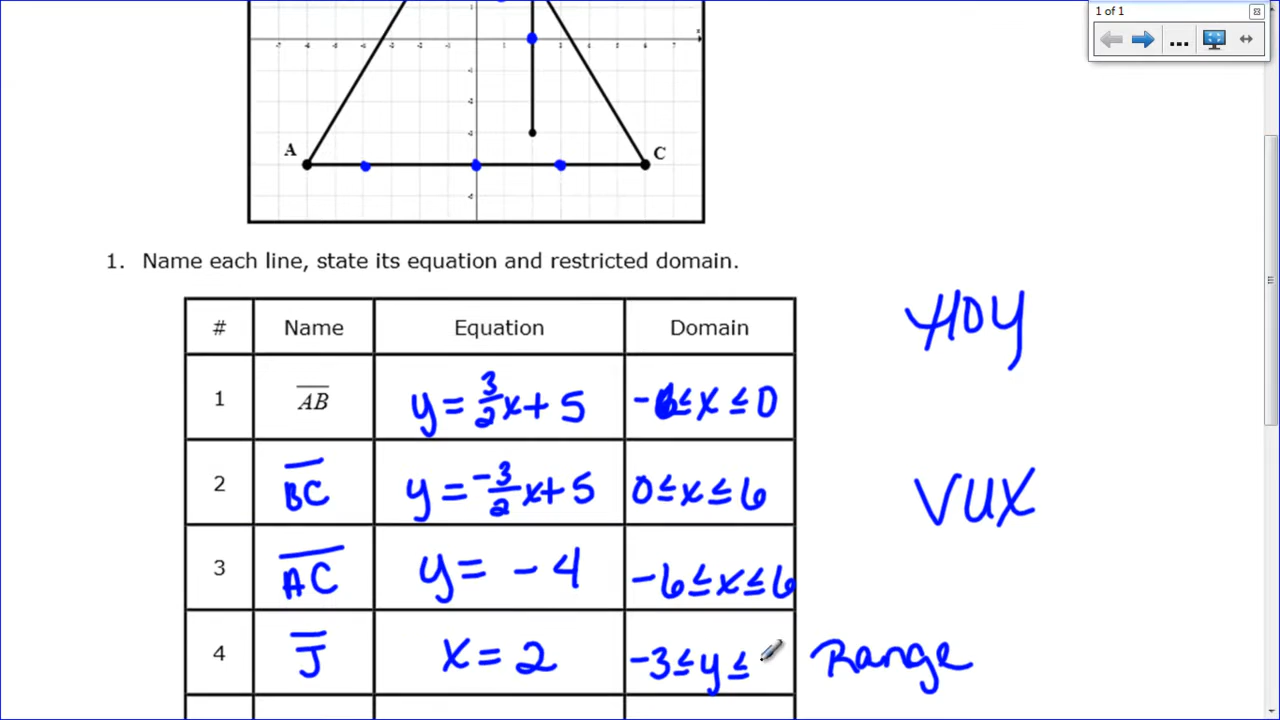 1 of 1
A
C
1. Name each line, state its equation and restricted domain.
# Name Equation Domain
1 AB y = 3/2 x + 5 -6 ≤ x ≤ 0
2 BC y = -3/2 x + 5 0 ≤ x ≤ 6
3 AC y = -4 -6 ≤ x ≤ 6
4 J x = 2 -3 ≤ y ≤
HOY
VUX
Range